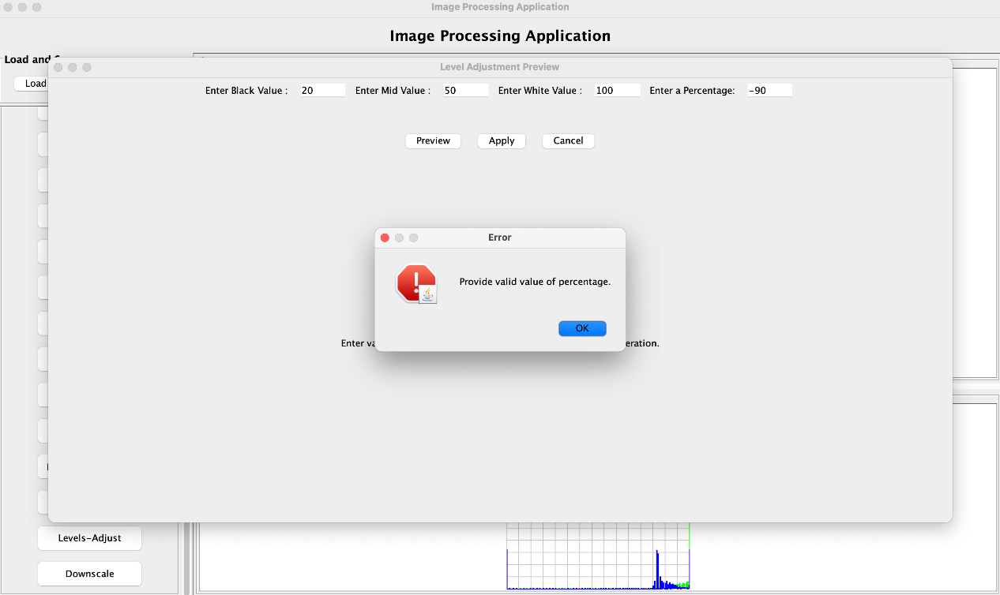 Image Processing Application
Image Processing Application
Load and
Load
Level Adjustment Preview
Enter Black Value : 20 Enter Mid Value : 50 Enter White Value : 100 Enter a Percentage: -90
Preview Apply Cancel
Error
Provide valid value of percentage.
OK
Enter va
eration.
Levels-Adjust
Downscale